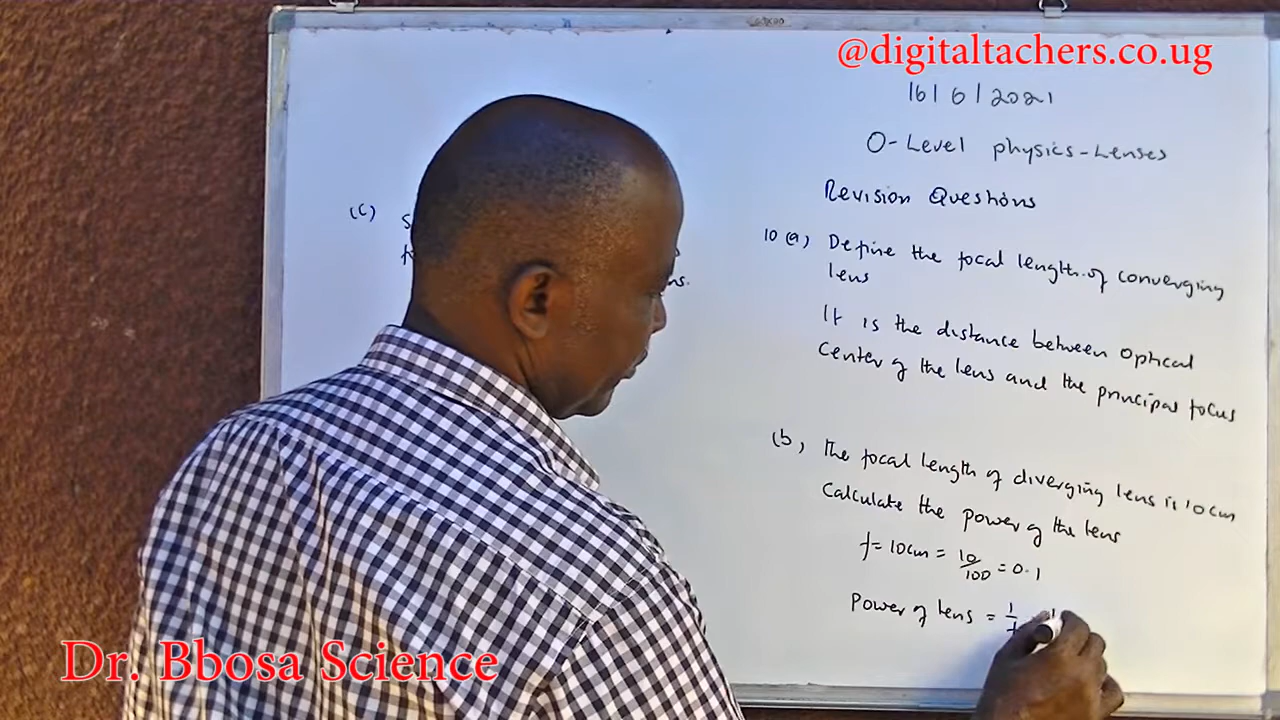 @digitaltachers.co.ug
16/6/2021
O-Level physics-Lenses
Revision Questions
10 (a) Define the focal length of converging
lens
It is the distance between optical
center of the lens and the principal focus
(b) The focal length of diverging lens is 10cm
Calculate the power of the lens
f = 10cm = 10/100 = 0.1
Power of lens = 1/f
(c)
Dr. Bbosa Science